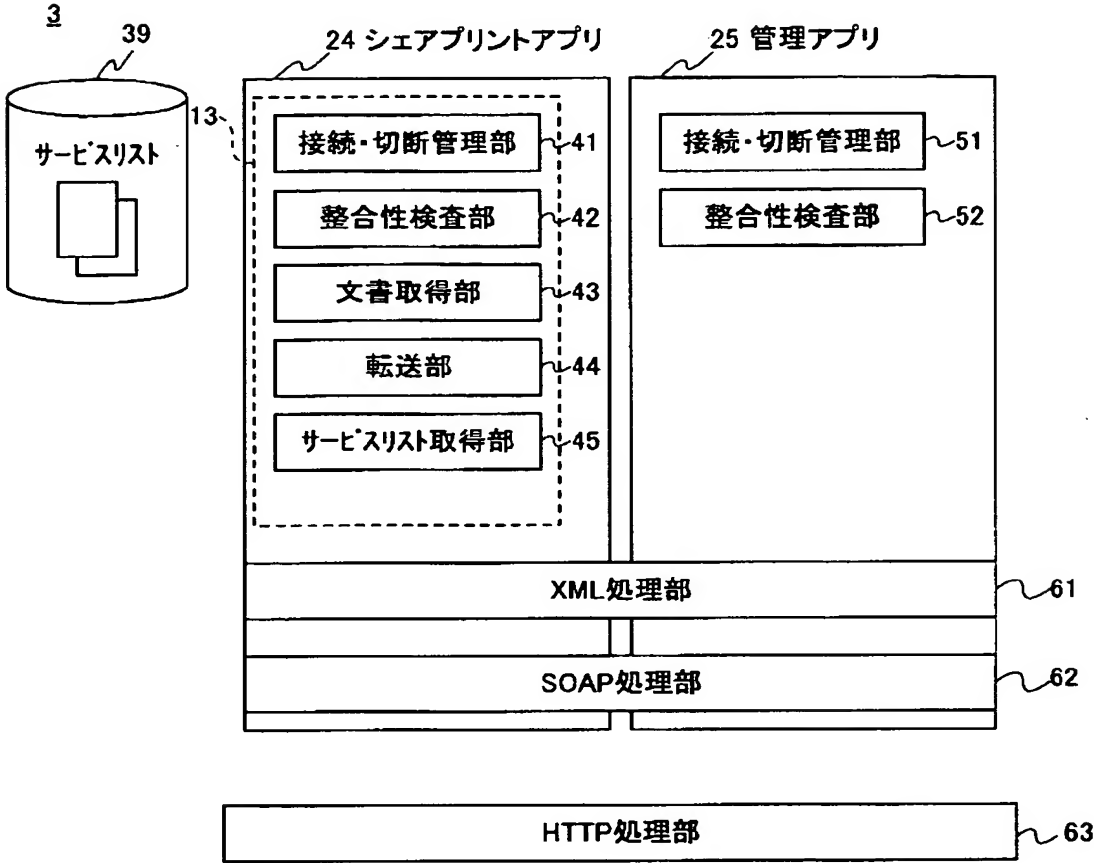 3
39
サービスリスト
24 シェアプリントアプリ
25 管理アプリ
13
接続・切断管理部
41
整合性検査部
42
文書取得部
43
転送部
44
サービスリスト取得部
45
接続・切断管理部
51
整合性検査部
52
XML処理部
61
SOAP処理部
62
HTTP処理部
63